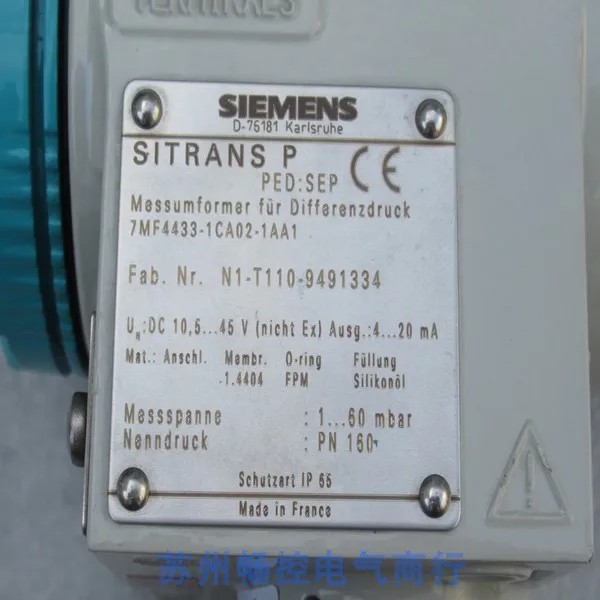 TERMINALS
SIEMENS
D-76181 Karlsruhe
SITRANS P
PED:SEP CE
Messumformer für Differenzdruck
7MF4433-1CA02-1AA1
Fab. Nr. N1-T110-9491334
UN:DC 10,5...45 V (nicht Ex) Ausg.:4...20 mA
Mat.: Anschl. Membr. O-ring Füllung
-1.4404 FPM Silikonöl
Messspanne : 1...60 mbar
Nenndruck : PN 160
Schutzart IP 65
Made in France
苏州畅控电气商行